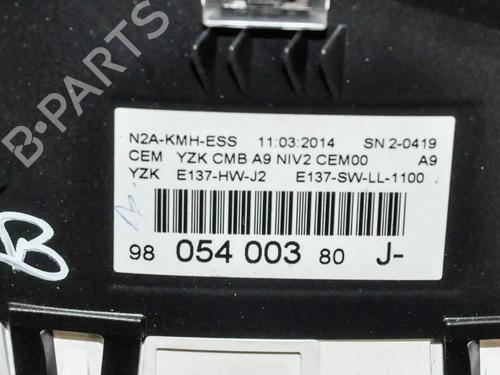 N2A-KMH-ESS 11:03:2014 SN 2-0419
CEM YZK CMB A9 NIV2 CEM00 A9
YZK E137-HW-J2 E137-SW-LL-1100
98 054 003 80 J-
B
B-PARTS